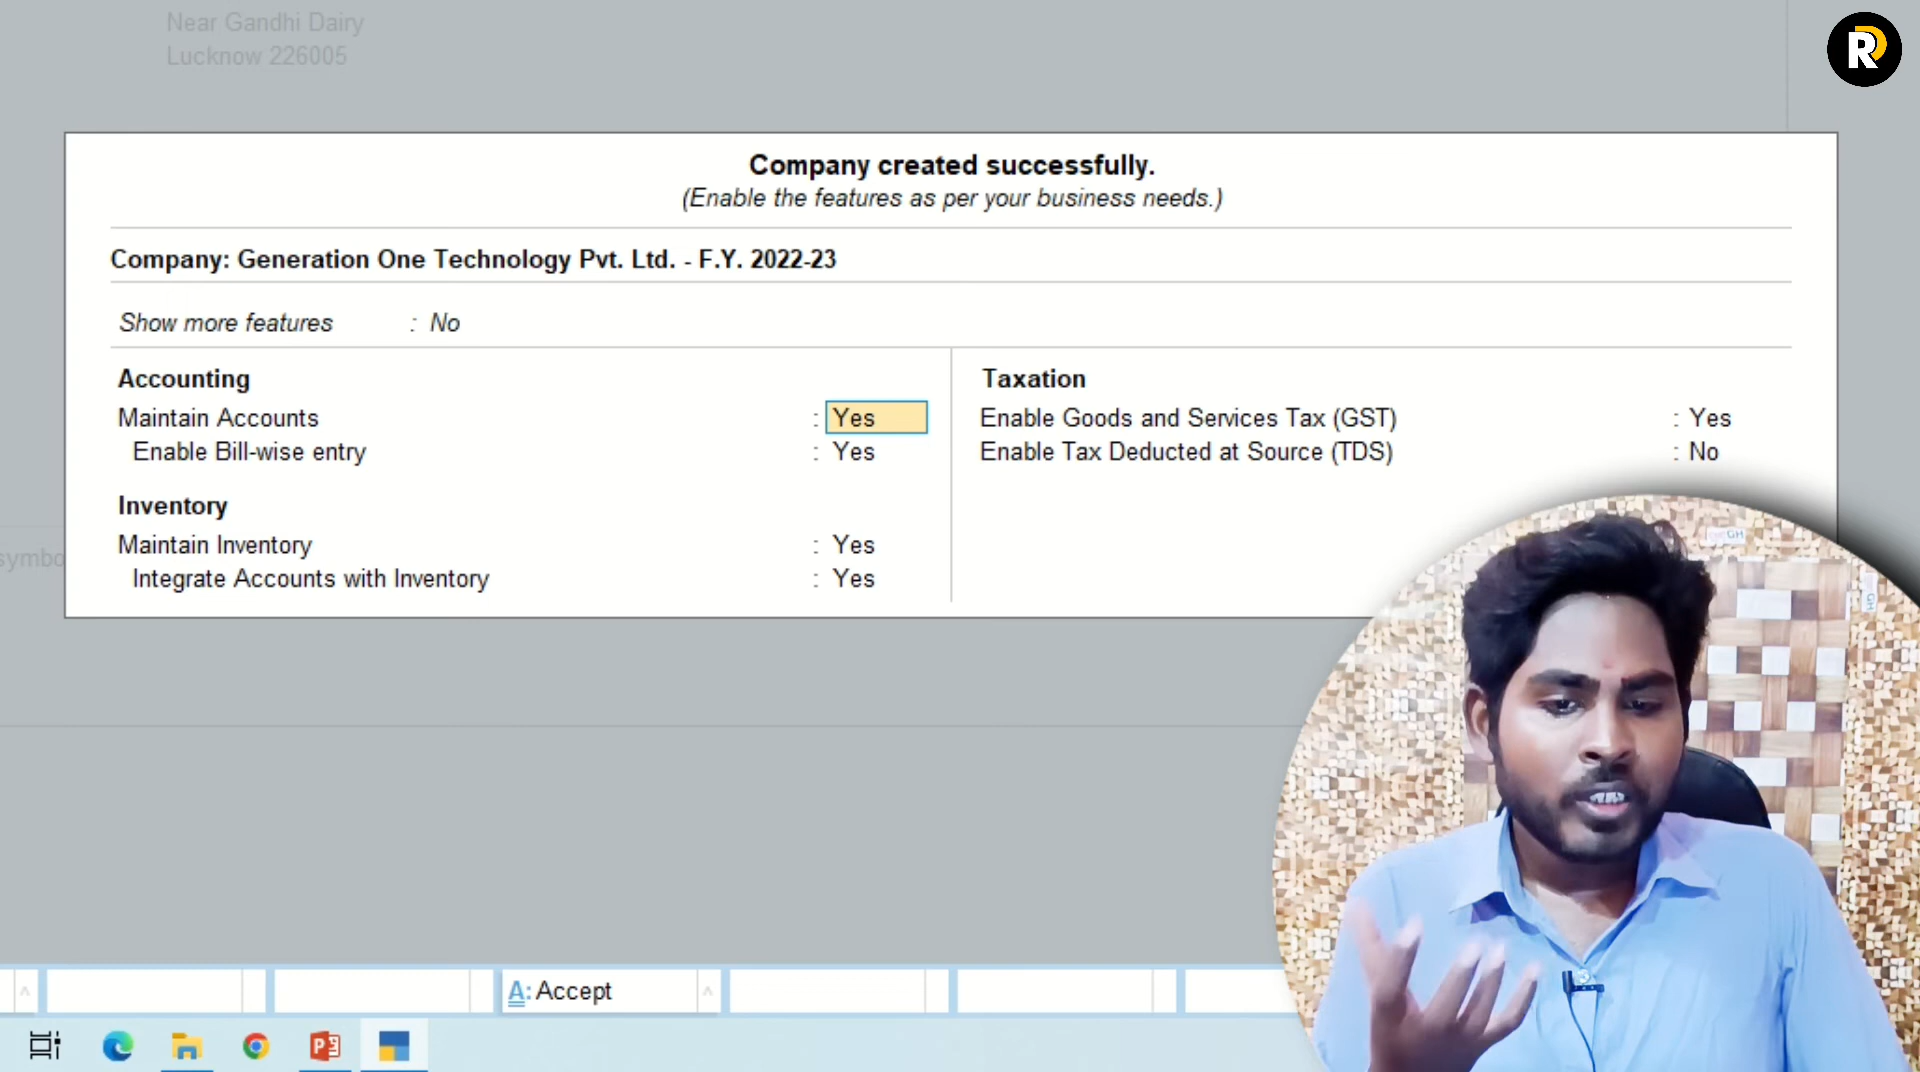 Near Gandhi Dairy
Lucknow 226005
R
Company created successfully.
(Enable the features as per your business needs.)
Company: Generation One Technology Pvt. Ltd. - F.Y. 2022-23
Show more features : No
Accounting
Maintain Accounts : Yes
Enable Bill-wise entry : Yes
Inventory
Maintain Inventory : Yes
Integrate Accounts with Inventory : Yes
Taxation
Enable Goods and Services Tax (GST) : Yes
Enable Tax Deducted at Source (TDS) : No
symbo
A: Accept